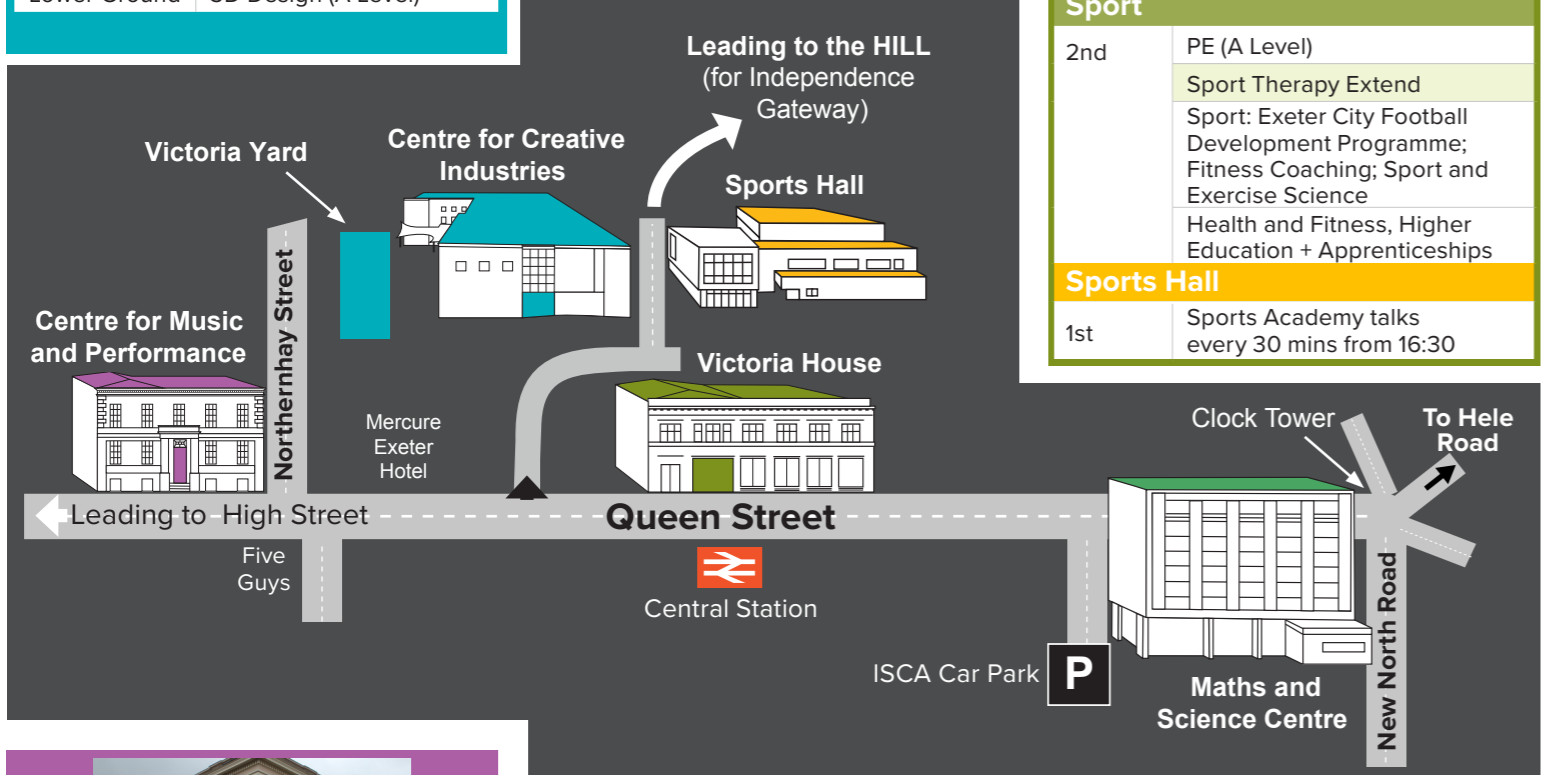 Lower Ground 3D Design (A Level)
Sport
2nd
PE (A Level)
Sport Therapy Extend
Sport: Exeter City Football
Development Programme;
Fitness Coaching; Sport and
Exercise Science
Health and Fitness, Higher
Education + Apprenticeships
Sports Hall
1st
Sports Academy talks
every 30 mins from 16:30
Leading to the HILL
(for Independence
Gateway)
Victoria Yard
Centre for Creative
Industries
Sports Hall
Northernhay Street
Centre for Music
and Performance
Victoria House
Mercure
Exeter
Hotel
Clock Tower
To Hele
Road
Leading to High Street
Queen Street
Five
Guys
Central Station
ISCA Car Park
P
Maths and
Science Centre
New North Road